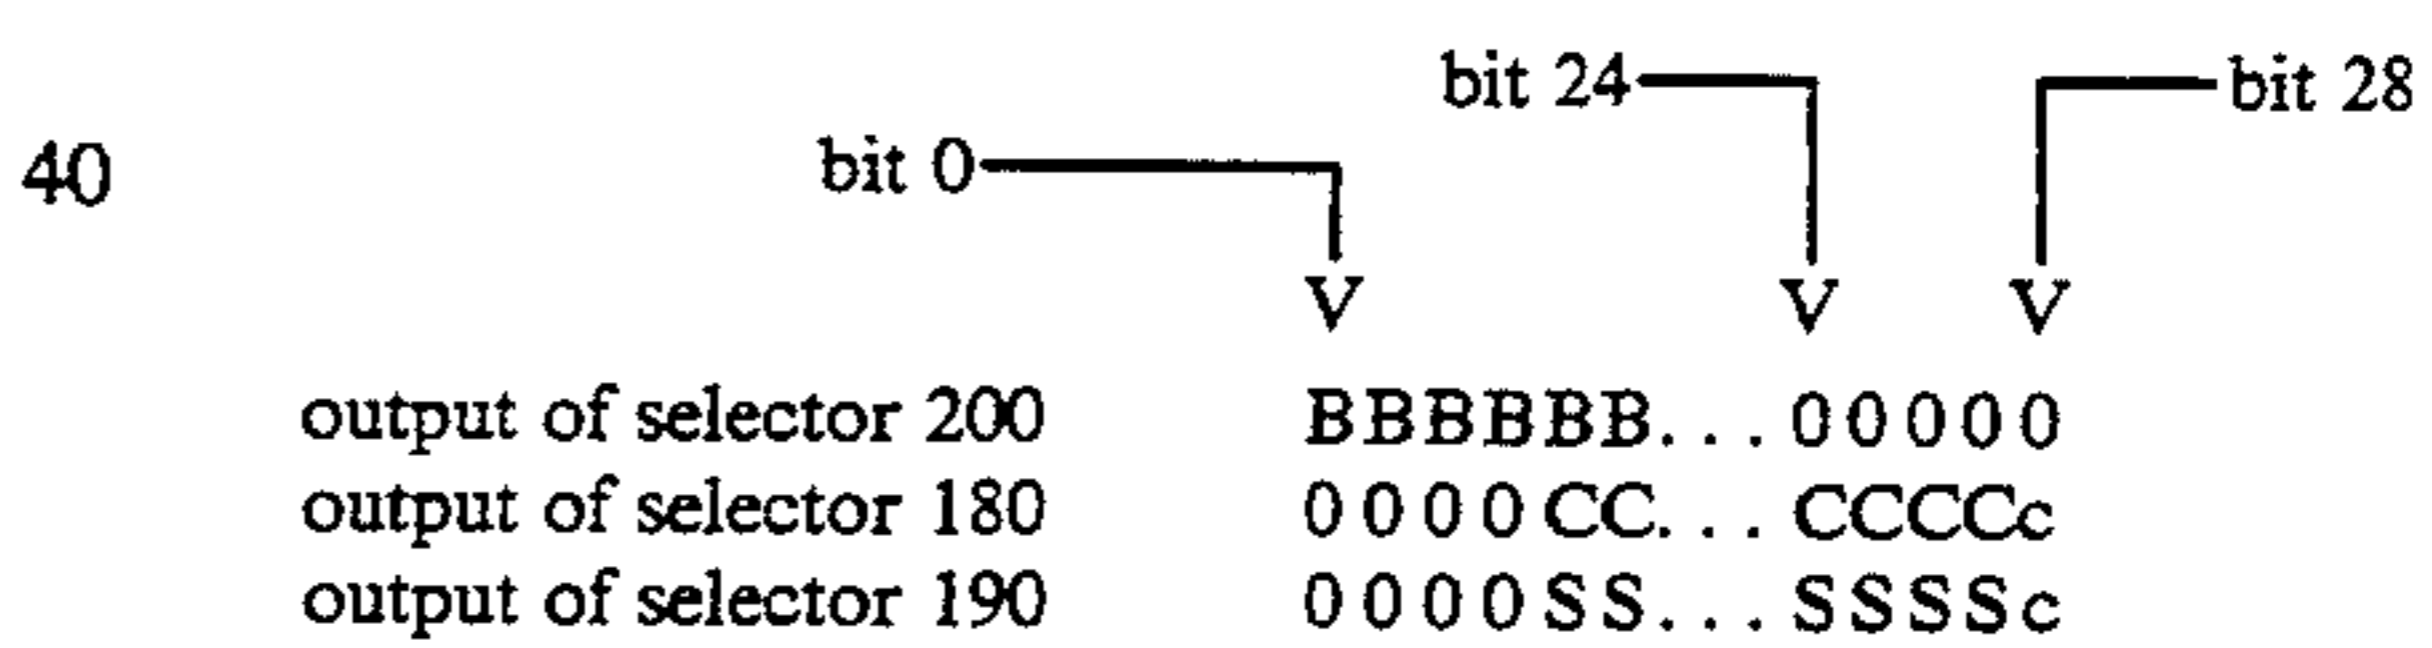 bit 24 bit 28
40 bit 0
V V V
output of selector 200 BBBBBB...00000
output of selector 180 0000CC...CCCCc
output of selector 190 0000SS...SSSSc